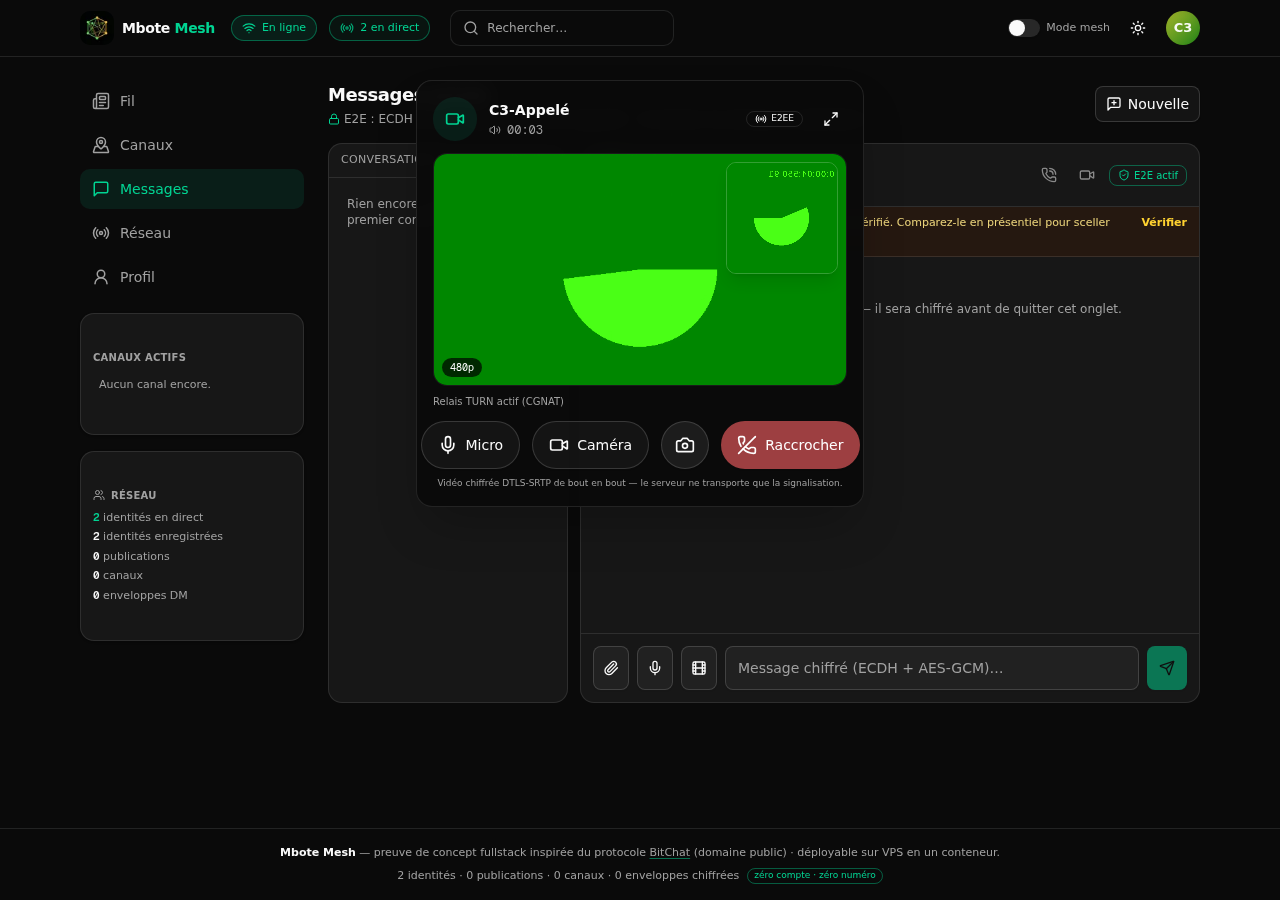 Mbote Mesh
En ligne
2 en direct
Rechercher…
Mode mesh
C3
Fil
Canaux
Messages
Réseau
Profil
CANAUX ACTIFS
Aucun canal encore.
RÉSEAU
2 identités en direct
2 identités enregistrées
0 publications
0 canaux
0 enveloppes DM
Messages
E2E : ECDH
Nouvelle
CONVERSATI
Rien encore
premier con
C3-Appelé
00:03
E2EE
480p
Relais TURN actif (CGNAT)
Micro
Caméra
Raccrocher
Vidéo chiffrée DTLS-SRTP de bout en bout — le serveur ne transporte que la signalisation.
E2E actif
érifié. Comparez-le en présentiel pour sceller
Vérifier
— il sera chiffré avant de quitter cet onglet.
Message chiffré (ECDH + AES-GCM)…
Mbote Mesh — preuve de concept fullstack inspirée du protocole BitChat (domaine public) · déployable sur VPS en un conteneur.
2 identités · 0 publications · 0 canaux · 0 enveloppes chiffrées zéro compte · zéro numéro